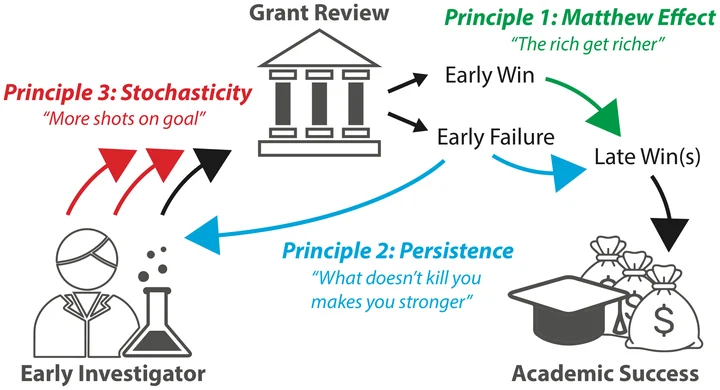 Grant Review
Principle 1: Matthew Effect
“The rich get richer”
Principle 3: Stochasticity
“More shots on goal”
Early Win
Early Failure
Late Win(s)
Principle 2: Persistence
“What doesn’t kill you
makes you stronger”
$
$
$
Early Investigator
Academic Success